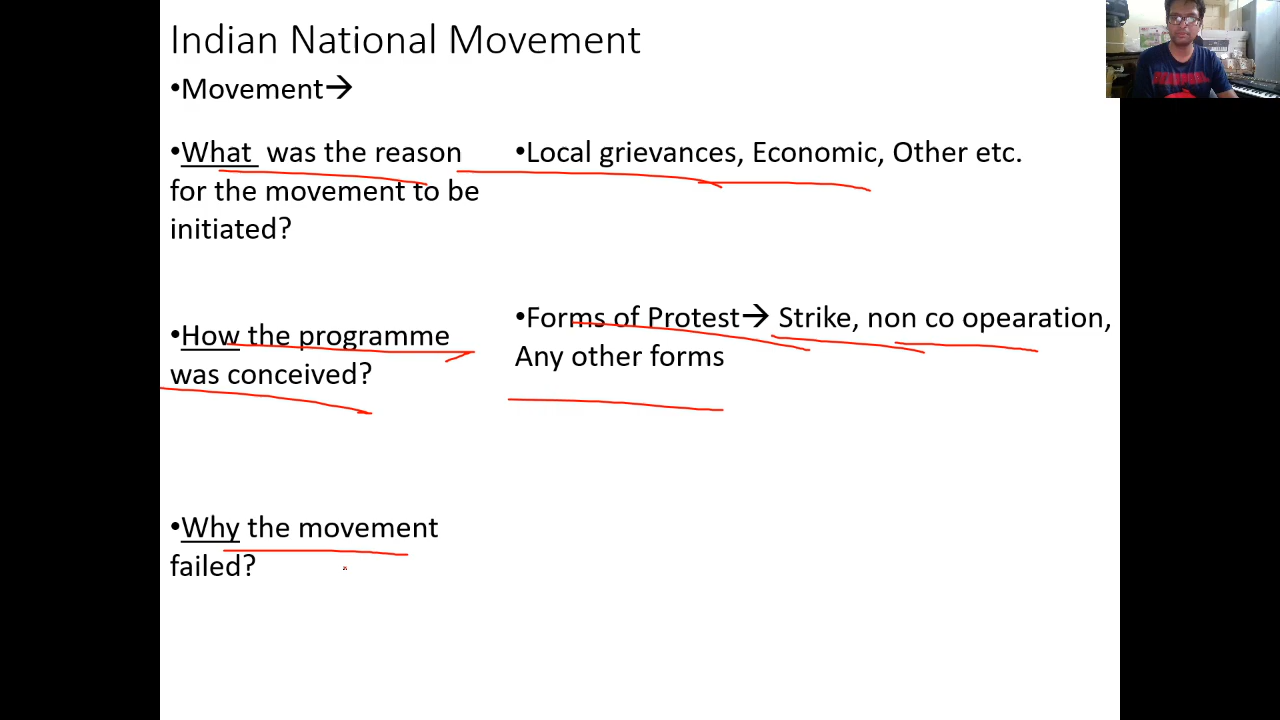 Indian National Movement
•Movement→
•What was the reason
for the movement to be
initiated?
•Local grievances, Economic, Other etc.
•How the programme
was conceived?
•Forms of Protest→ Strike, non co opearation,
Any other forms
•Why the movement
failed?